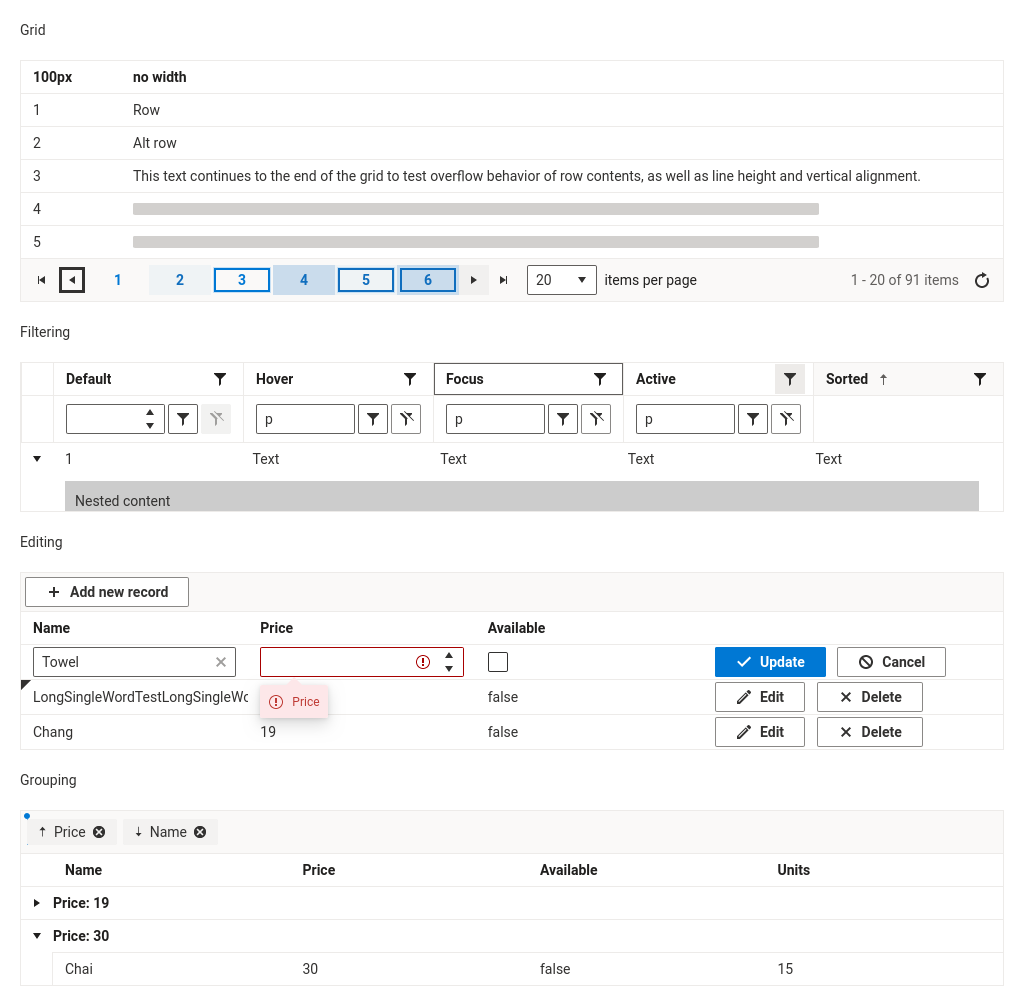 Grid
100px no width
1 Row
2 Alt row
3 This text continues to the end of the grid to test overflow behavior of row contents, as well as line height and vertical alignment.
4
5
1 2 3 4 5 6 20 items per page 1 - 20 of 91 items
Filtering
Default Hover Focus Active Sorted
p p p
1 Text Text Text Text
Nested content
Editing
Add new record
Name Price Available
Towel Update Cancel
LongSingleWordTestLongSingleWo Price false Edit Delete
Chang 19 false Edit Delete
Grouping
Price Name
Name Price Available Units
Price: 19
Price: 30
Chai 30 false 15